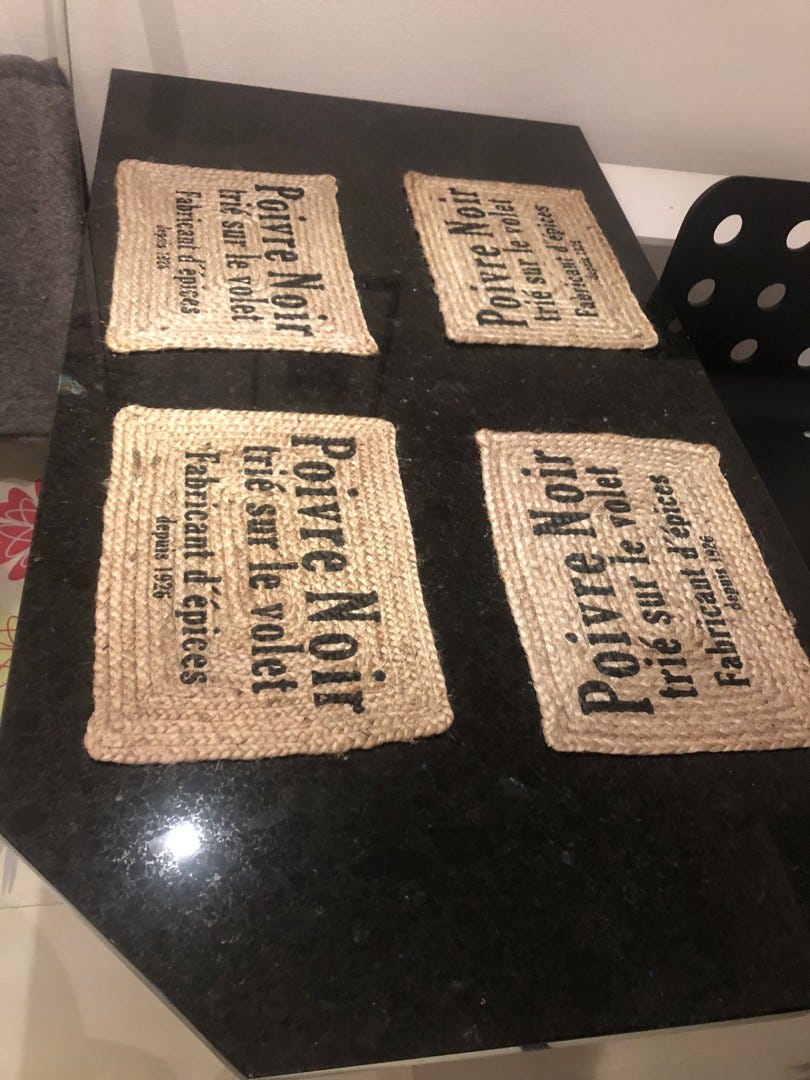 Poivre Noir
trié sur le volet
Fabricant d'épices
depuis 1926
Poivre Noir
trié sur le volet
Fabricant d'épices
depuis 1926
Poivre Noir
trié sur le volet
Fabricant d'épices
depuis 1926
Poivre Noir
trié sur le volet
Fabricant d'épices
depuis 1926